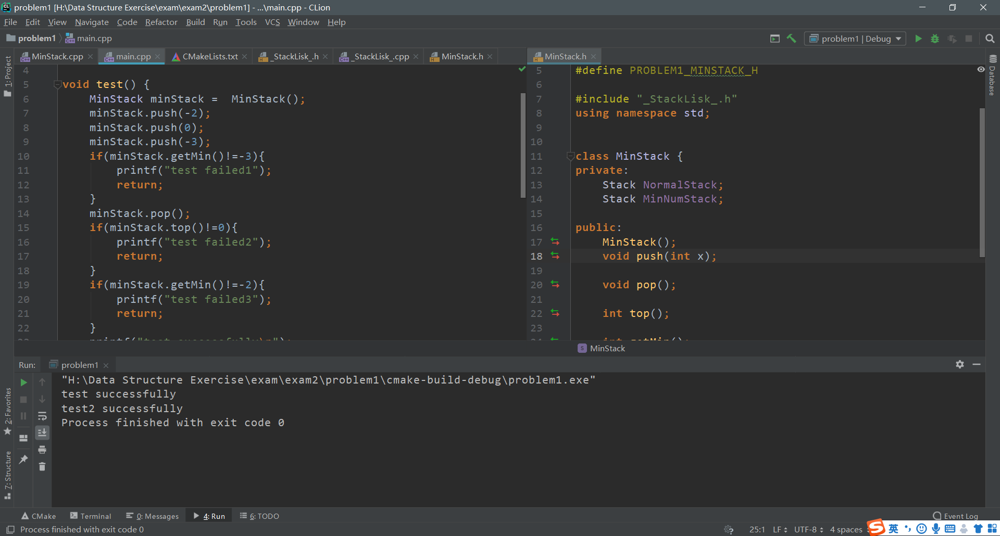 problem1 [H:\Data Structure Exercise\exam\exam2\problem1] - ...\main.cpp - CLion
File Edit View Navigate Code Refactor Build Run Tools VCS Window Help
problem1 main.cpp
problem1 | Debug
MinStack.cpp main.cpp CMakeLists.txt _StackLisk_.h _StackLisk_.cpp MinStack.h
MinStack.h
1: Project
Database
4
5 void test() {
6 MinStack minStack =  MinStack();
7 minStack.push(-2);
8 minStack.push(0);
9 minStack.push(-3);
10 if(minStack.getMin()!=-3){
11 printf("test failed1");
12 return;
13 }
14 minStack.pop();
15 if(minStack.top()!=0){
16 printf("test failed2");
17 return;
18 }
19 if(minStack.getMin()!=-2){
20 printf("test failed3");
21 return;
22 }
23 printf("test successfully\n");
5 #define PROBLEM1_MINSTACK_H
6
7 #include "_StackLisk_.h"
8 using namespace std;
9
10
11 class MinStack {
12 private:
13 Stack NormalStack;
14 Stack MinNumStack;
15
16 public:
17 MinStack();
18 void push(int x);
19
20 void pop();
21
22 int top();
23
24 int getMin();
S MinStack
Run: problem1
"H:\Data Structure Exercise\exam\exam2\problem1\cmake-build-debug\problem1.exe"
test successfully
test2 successfully
Process finished with exit code 0
2: Favorites
7: Structure
CMake Terminal 0: Messages 4: Run 6: TODO Event Log
Process finished with exit code 0 25:1 LF UTF-8 4 spaces
S 英